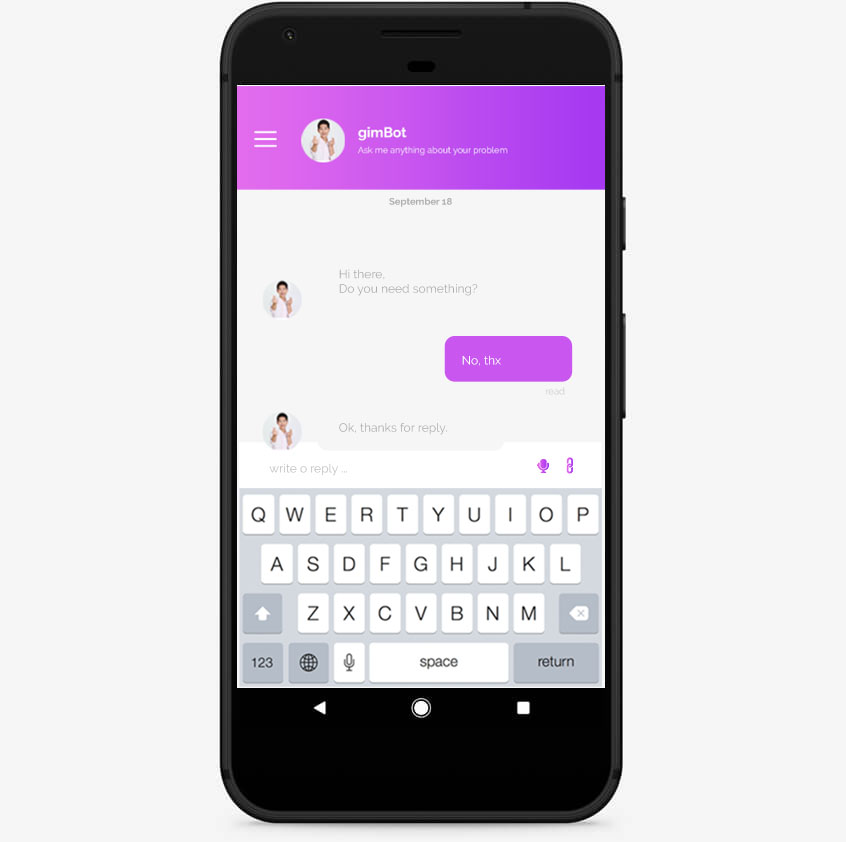 gimBot
Ask me anything about your problem
September 18
Hi there,
Do you need something?
No, thx
read
Ok, thanks for reply.
write o reply ...
Q W E R T Y U I O P
A S D F G H J K L
Z X C V B N M
123 space return